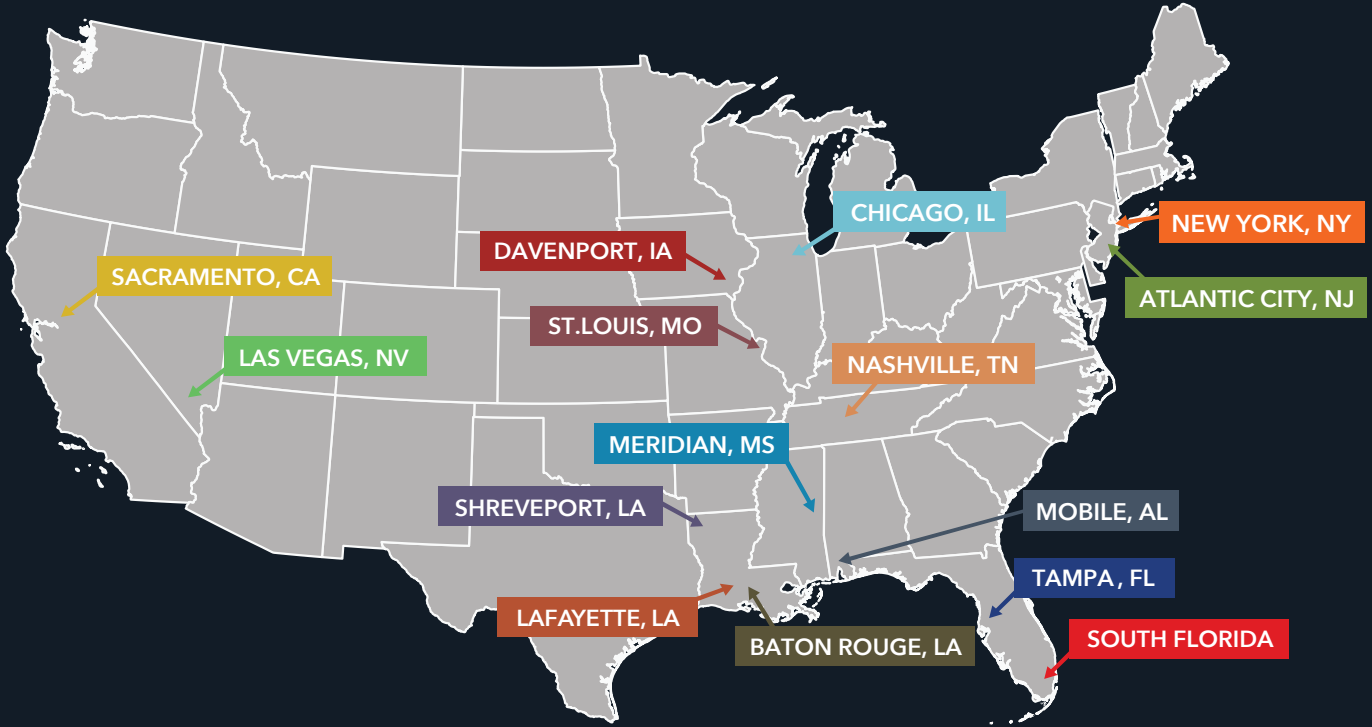 CHICAGO, IL
NEW YORK, NY
DAVENPORT, IA
SACRAMENTO, CA
ATLANTIC CITY, NJ
ST.LOUIS, MO
LAS VEGAS, NV
NASHVILLE, TN
MERIDIAN, MS
SHREVEPORT, LA
MOBILE, AL
TAMPA, FL
LAFAYETTE, LA
BATON ROUGE, LA
SOUTH FLORIDA